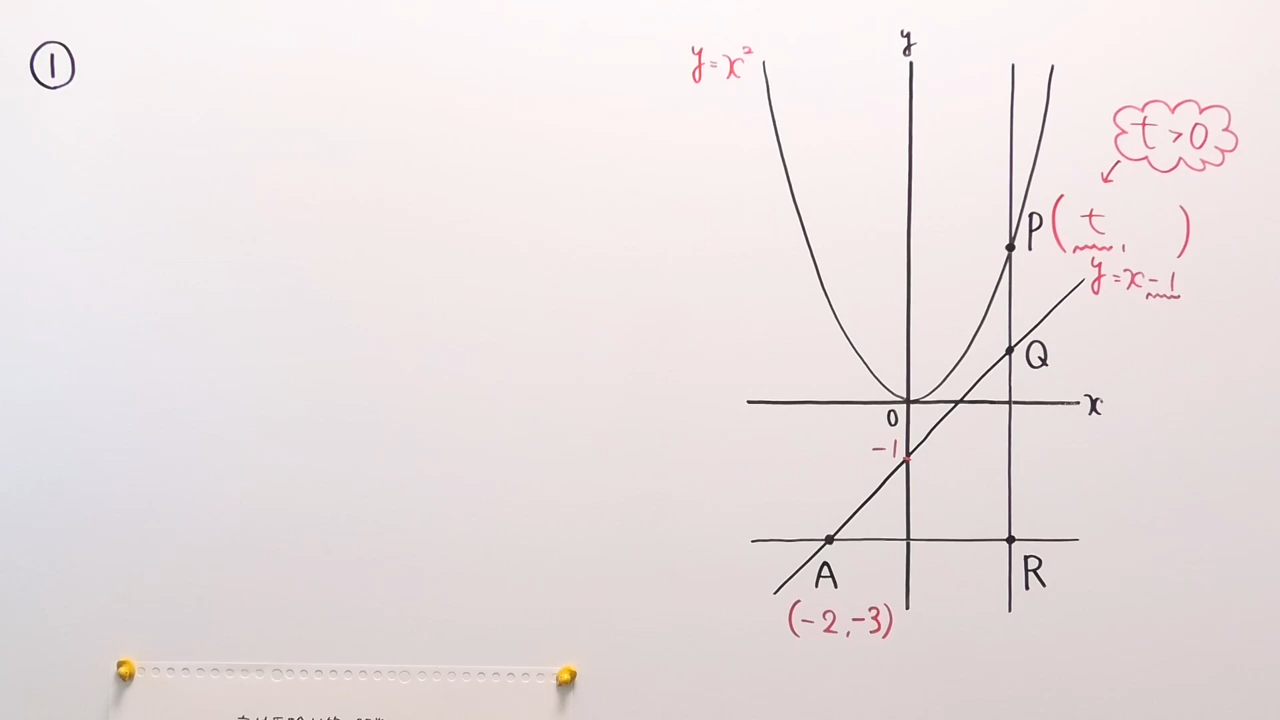 ①
y
y=x²
t>0
P(t,   )
y=x-1
Q
x
0
-1
A
R
(-2,-3)